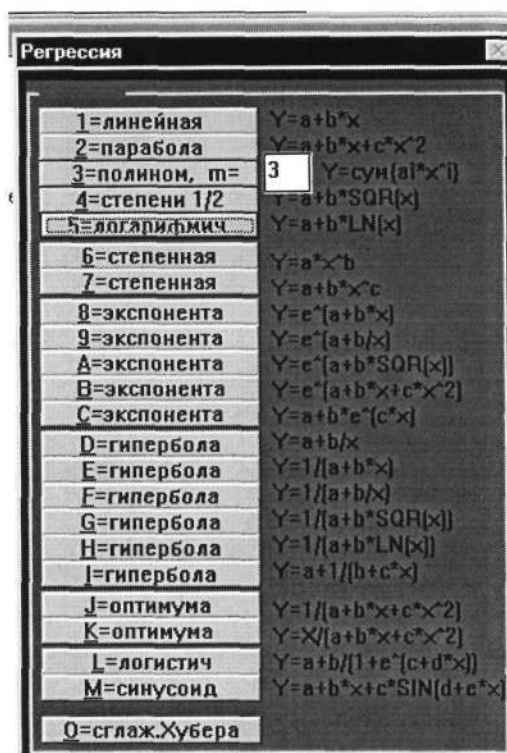 Регрессия
1=линейная Y=a+b*x
2=парабола Y=a+b*x+c*x^2
3=полином, m= 3 Y=сум(ai*x^i)
4=степени 1/2 Y=a+b*SQR(x)
5=логарифмич Y=a+b*LN(x)
6=степенная Y=a*x^b
7=степенная Y=a+b*x^c
8=экспонента Y=e^(a+b*x)
9=экспонента Y=e^(a+b/x)
A=экспонента Y=e^(a+b*SQR(x))
B=экспонента Y=e^(a+b*x+c*x^2)
C=экспонента Y=a+b*e^(c*x)
D=гипербола Y=a+b/x
E=гипербола Y=1/(a+b*x)
F=гипербола Y=1/(a+b/x)
G=гипербола Y=1/(a+b*SQR(x))
H=гипербола Y=1/(a+b*LN(x))
I=гипербола Y=a+1/(b+c*x)
J=оптимума Y=1/(a+b*x+c*x^2)
K=оптимума Y=X/(a+b*x+c*x^2)
L=логистич Y=a+b/(1+e^(c+d*x))
M=синусоид Y=a+b*x+c*SIN(d+e*x)
O=сглаж.Хубера